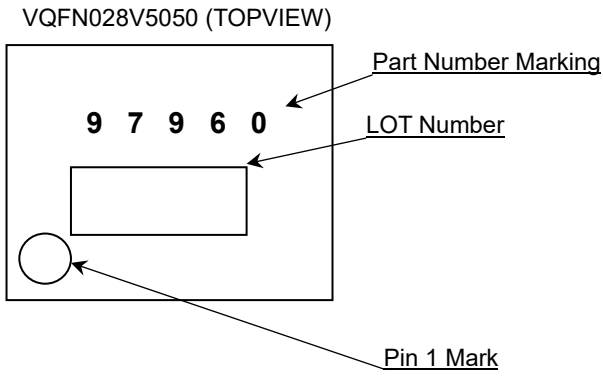 VQFN028V5050 (TOPVIEW)
Part Number Marking
9 7 9 6 0
LOT Number
Pin 1 Mark